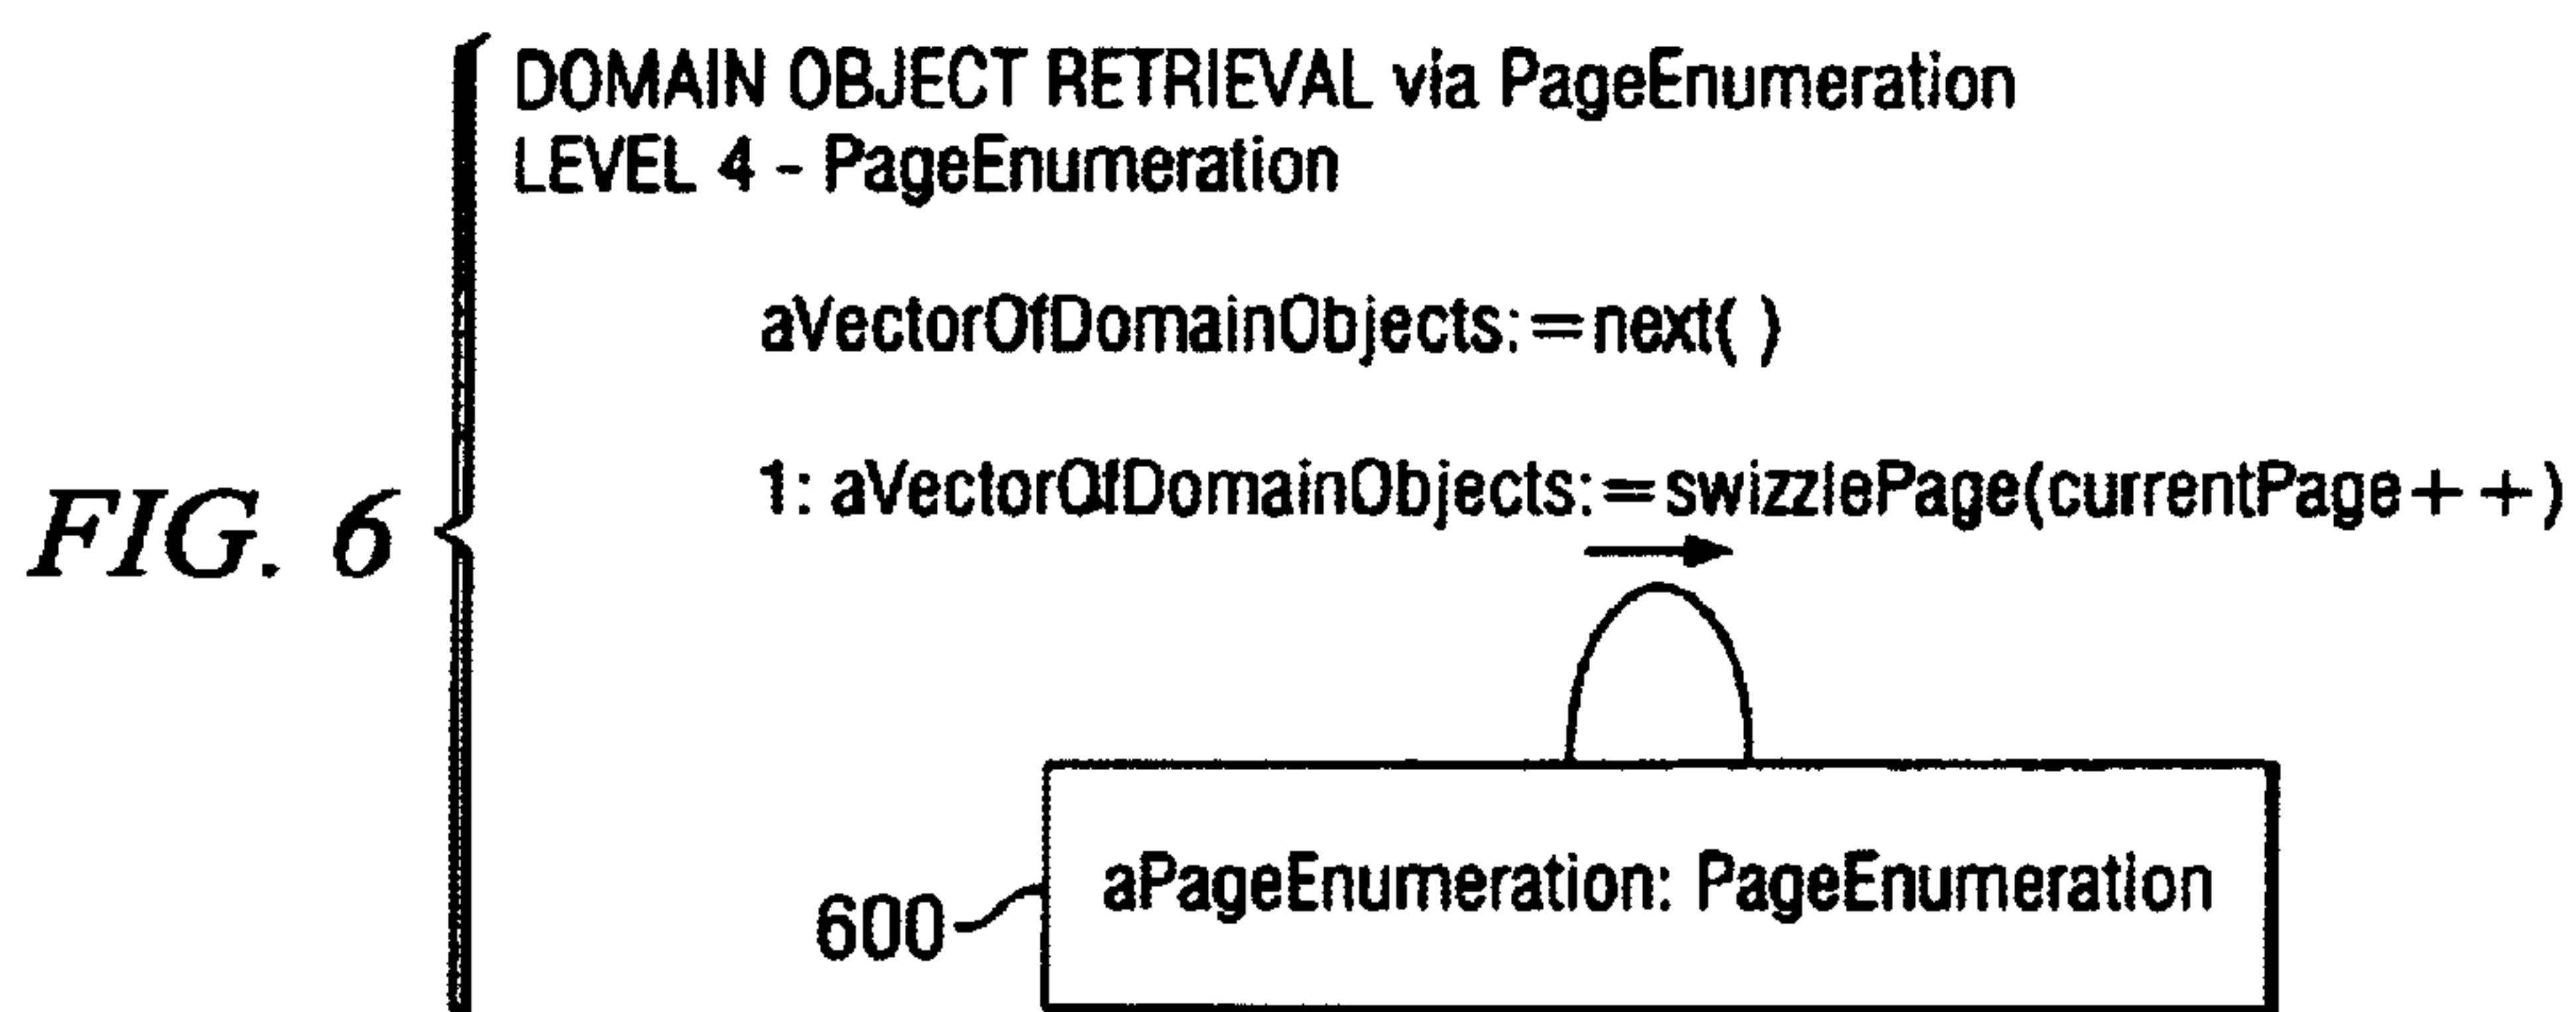 DOMAIN OBJECT RETRIEVAL via PageEnumeration
LEVEL 4 - PageEnumeration
aVectorOfDomainObjects:=next( )
1: aVectorOfDomainObjects:=swizzlePage(currentPage++)
FIG. 6
aPageEnumeration: PageEnumeration
600